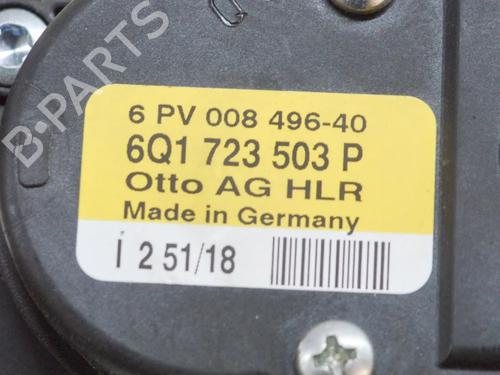 B-PARTS
6 PV 008 496-40
6Q1 723 503 P
Otto AG HLR
Made in Germany
I 2 51/18